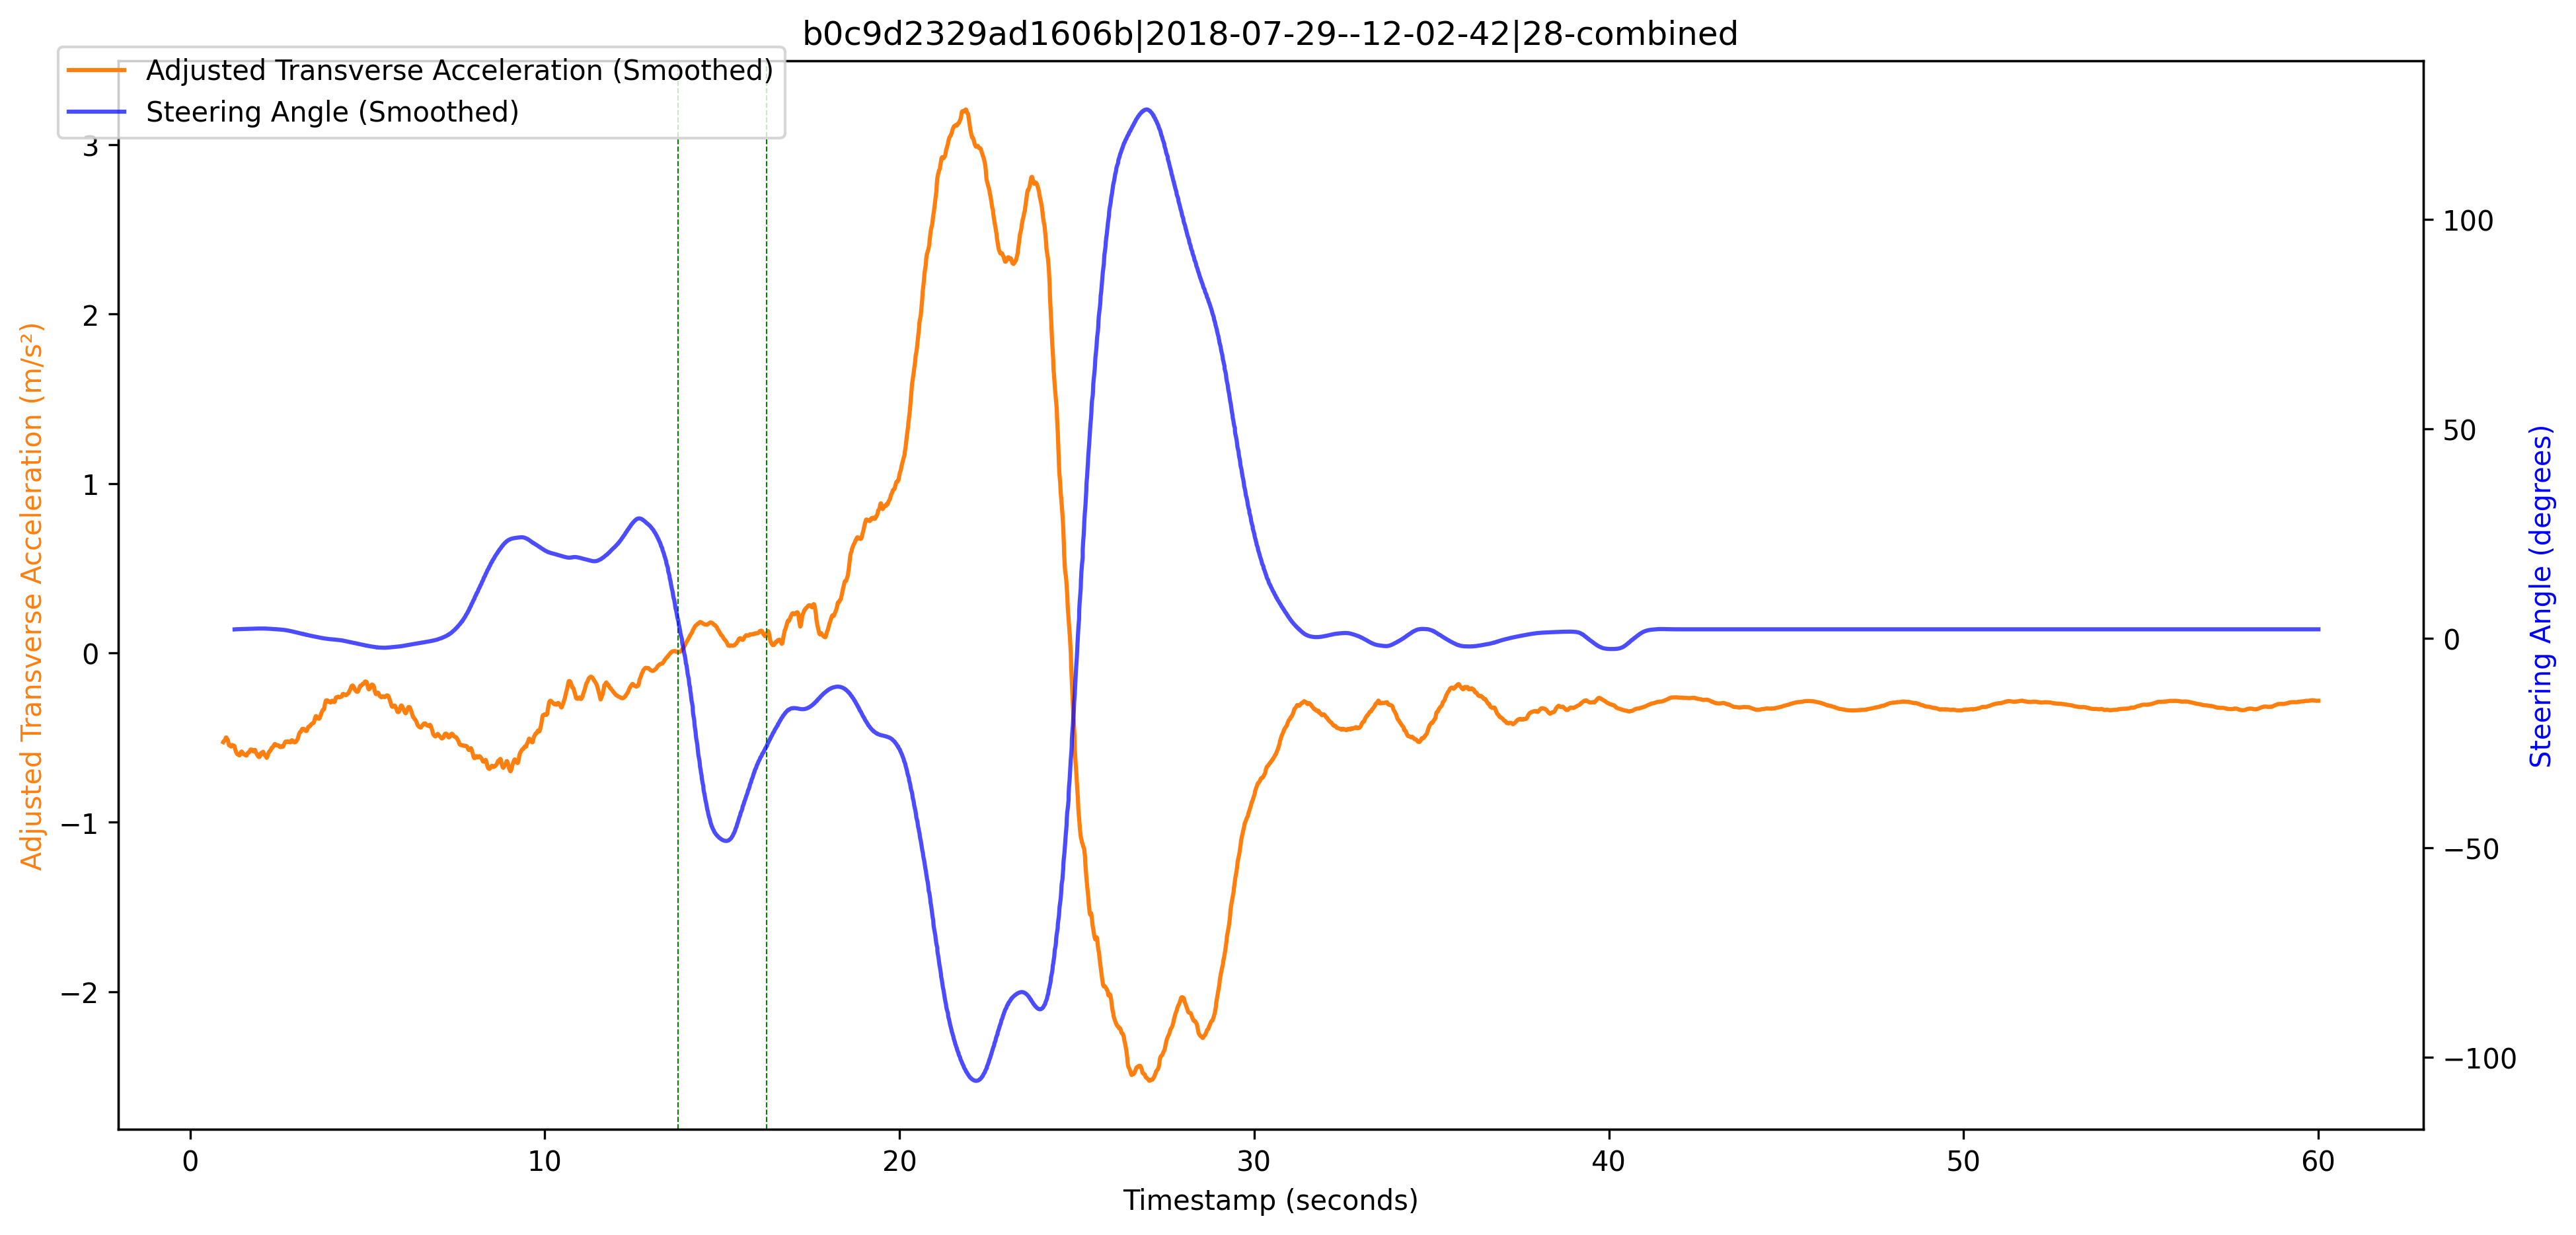 b0c9d2329ad1606b|2018-07-29--12-02-42|28-combined
Adjusted Transverse Acceleration (Smoothed)
Steering Angle (Smoothed)
Adjusted Transverse Acceleration (m/s²)
3
2
1
0
−1
−2
100
50
0
−50
−100
Steering Angle (degrees)
0 10 20 30 40 50 60
Timestamp (seconds)